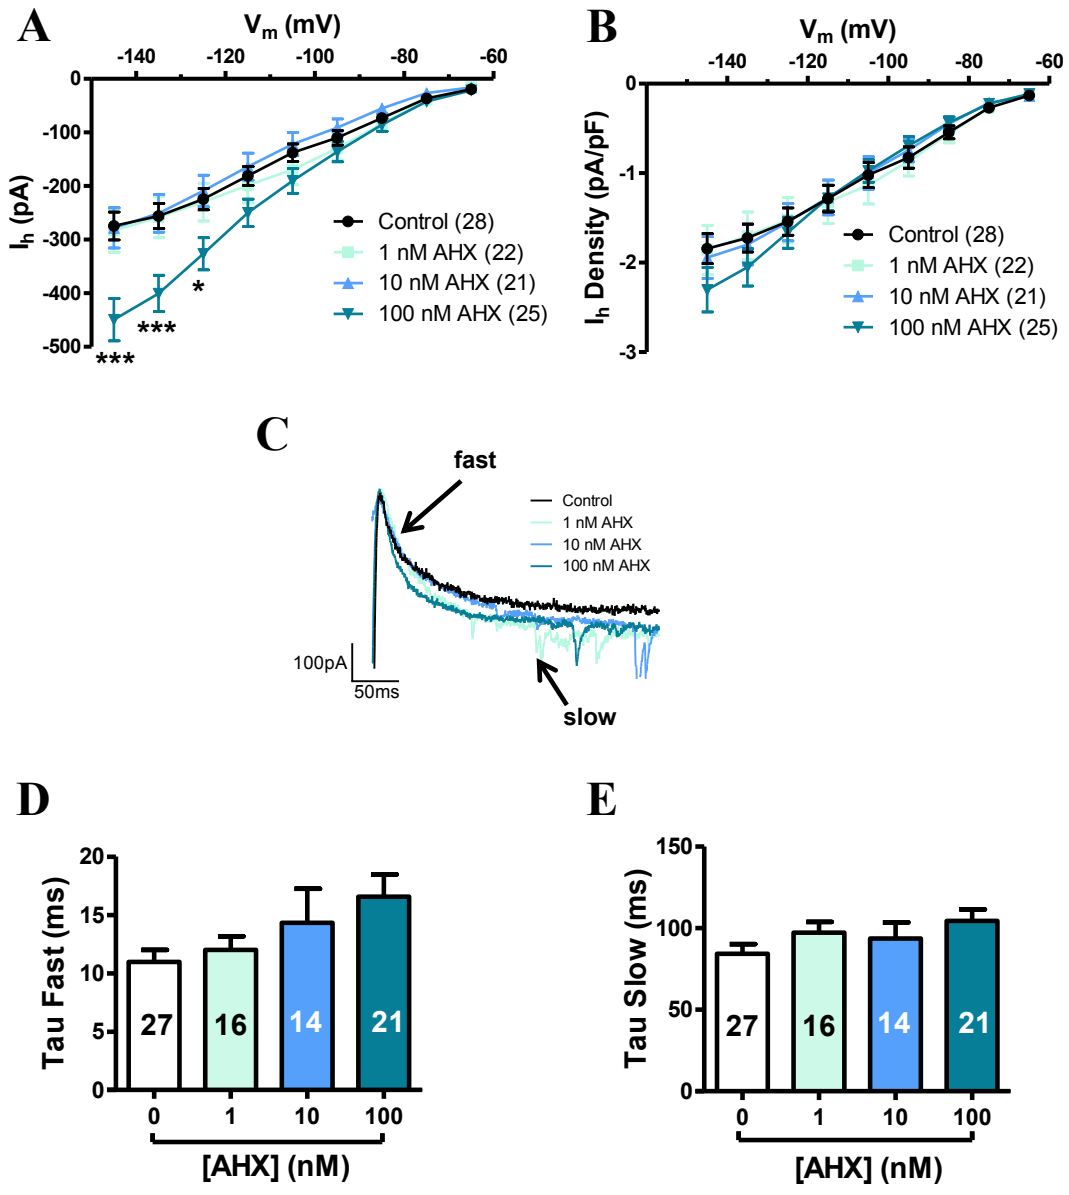 A
V_m (mV)
-140 -120 -100 -80 -60
0
-100
-200
-300
-400
-500
I_h (pA)
Control (28)
1 nM AHX (22)
10 nM AHX (21)
100 nM AHX (25)
*
***
***
B
V_m (mV)
-140 -120 -100 -80 -60
0
-1
-2
-3
I_h Density (pA/pF)
Control (28)
1 nM AHX (22)
10 nM AHX (21)
100 nM AHX (25)
C
fast
Control
1 nM AHX
10 nM AHX
100 nM AHX
100pA
50ms
slow
D
20
15
10
5
0
Tau Fast (ms)
27 16 14 21
0 1 10 100
[AHX] (nM)
E
150
100
50
0
Tau Slow (ms)
27 16 14 21
0 1 10 100
[AHX] (nM)